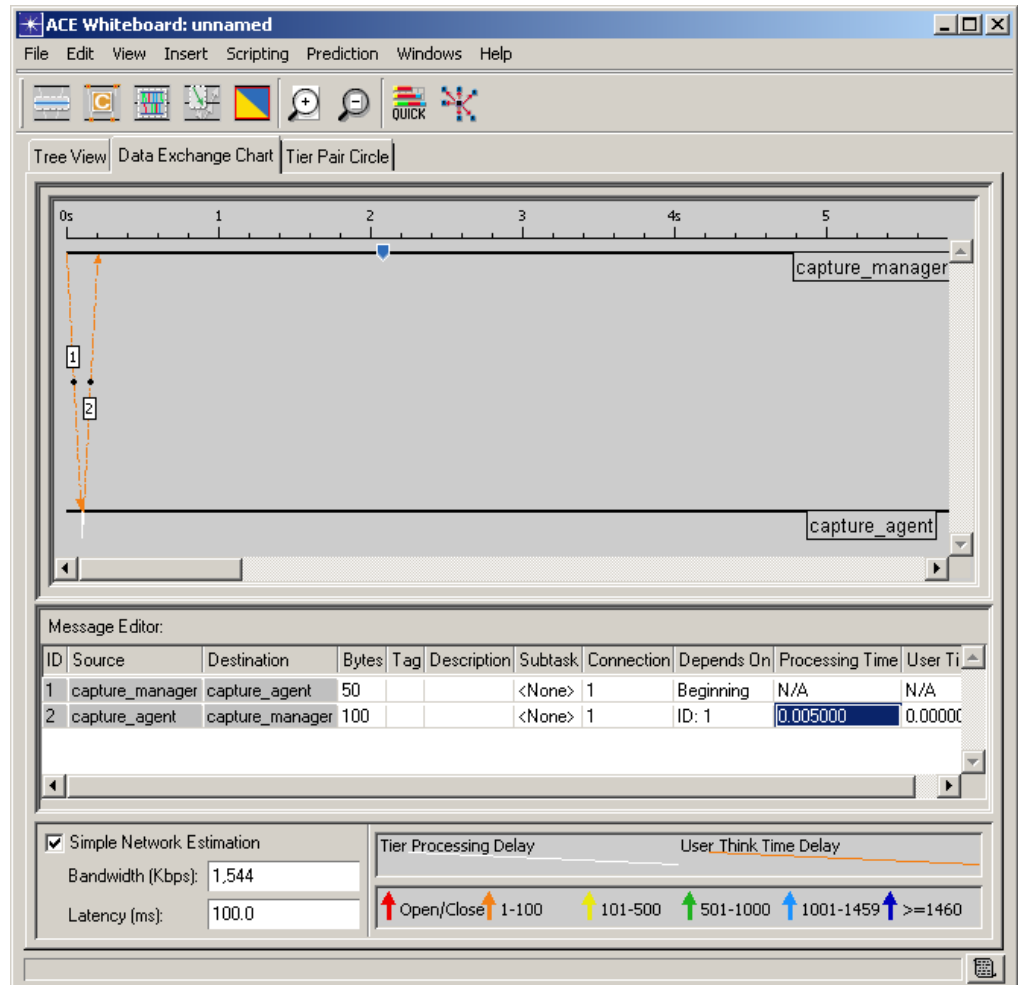 ACE Whiteboard: unnamed
File Edit View Insert Scripting Prediction Windows Help
C QUICK
Tree View Data Exchange Chart Tier Pair Circle
0s 1 2 3 4s 5
capture_manager
1
2
capture_agent
Message Editor:
ID Source Destination Bytes Tag Description Subtask Connection Depends On Processing Time User Ti
1 capture_manager capture_agent 50 <None> 1 Beginning N/A N/A
2 capture_agent capture_manager 100 <None> 1 ID: 1 0.005000 0.00000
Simple Network Estimation Tier Processing Delay User Think Time Delay
Bandwidth (Kbps): 1,544
Latency (ms): 100.0 Open/Close 1-100 101-500 501-1000 1001-1459 >=1460